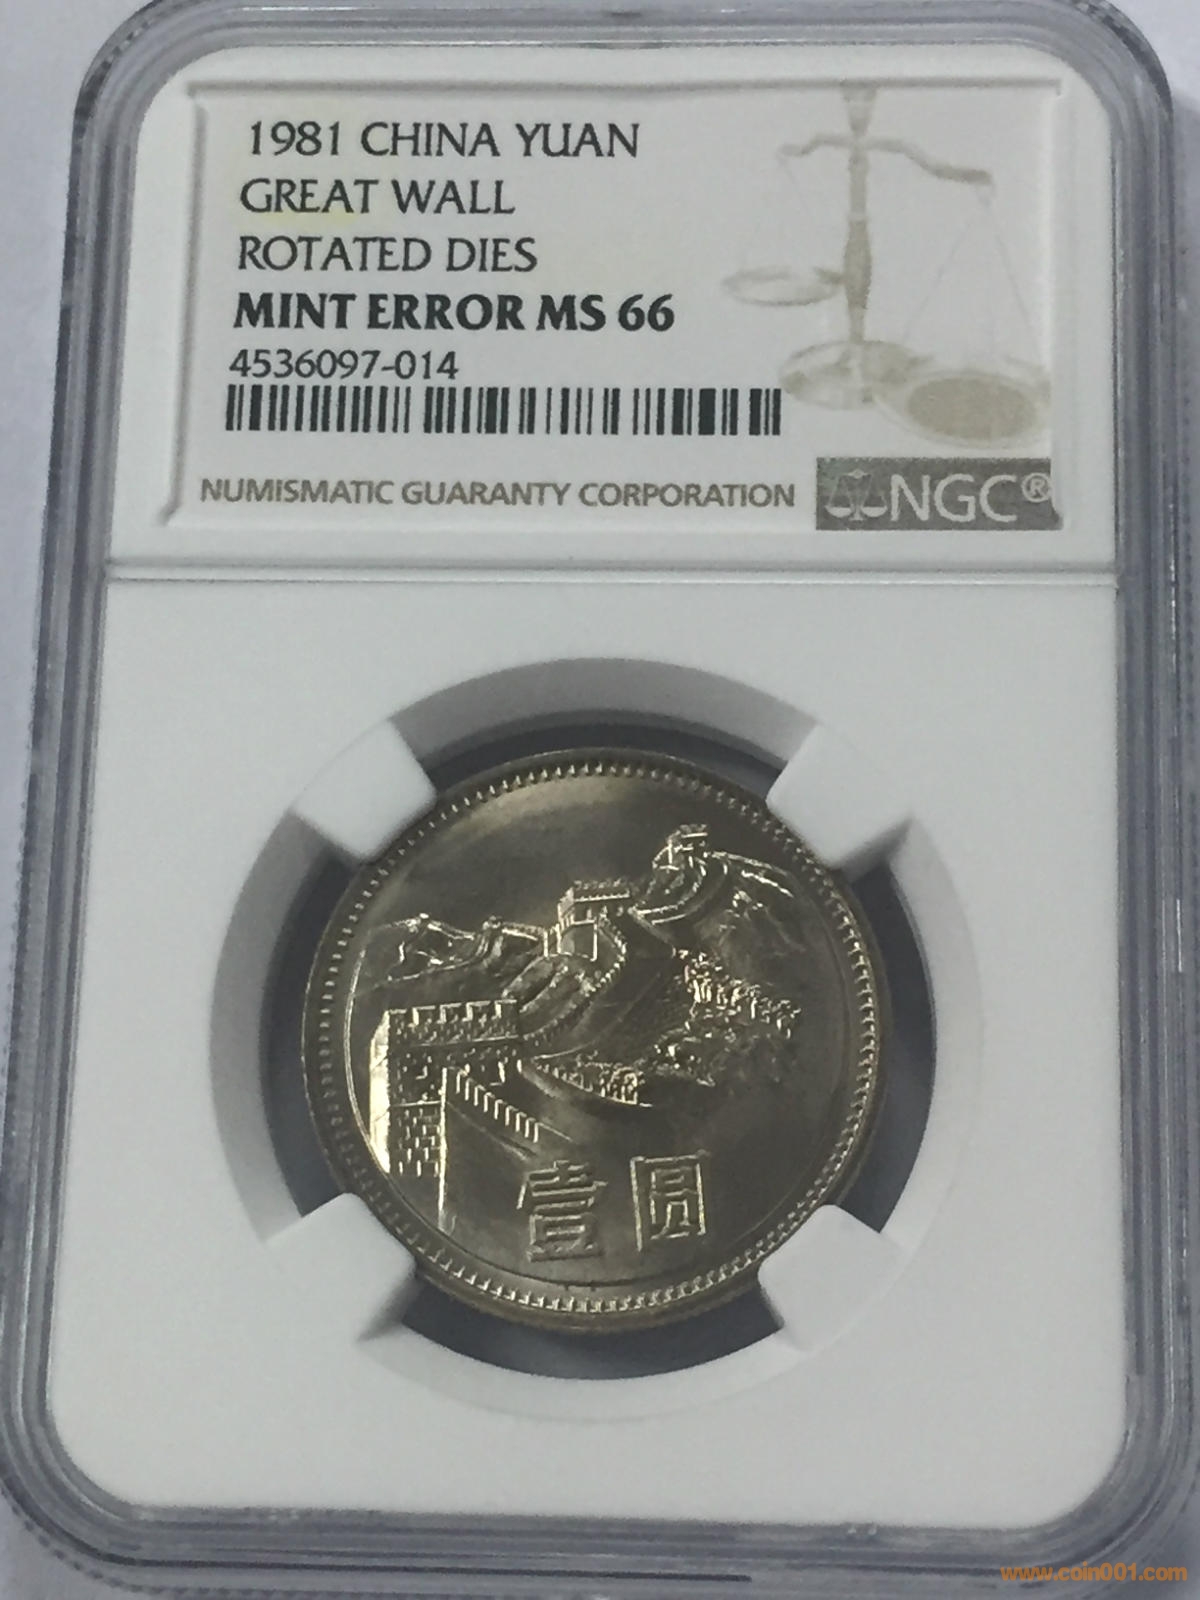 1981 CHINA YUAN
GREAT WALL
ROTATED DIES
MINT ERROR MS 66
4536097-014
NUMISMATIC GUARANTY CORPORATION NGC®
壹圆
www.coin001.com